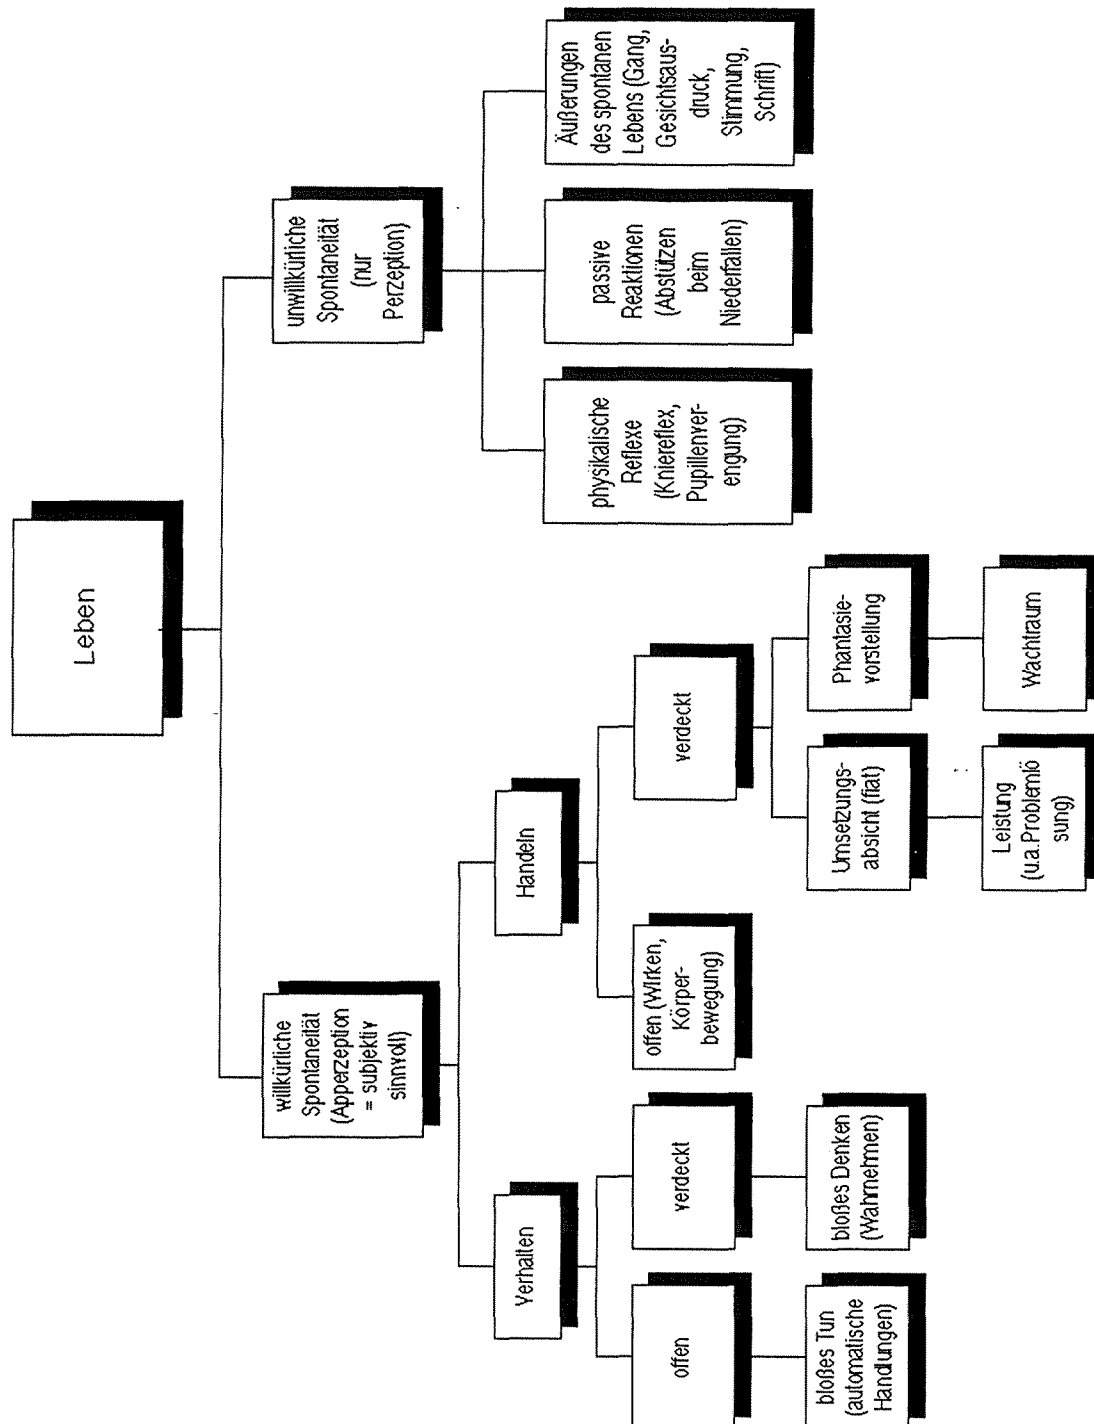 Leben
willkürliche
Spontaneität
(Apperzeption
= subjektiv
sinnvoll)
unwillkürliche
Spontaneität
(nur
Perzeption)
Verhalten
Handeln
physikalische
Reflexe
(Kniereflex,
Pupillenver-
engung)
passive
Reaktionen
(Abstützen
beim
Niederfallen)
Äußerungen
des spontanen
Lebens (Gang,
Gesichtsaus-
druck,
Stimmung,
Schrift)
offen
verdeckt
offen (Wirken,
Körper-
bewegung)
verdeckt
bloßes Tun
(automatische
Handlungen)
bloßes Denken
(Wahrnehmen)
Umsetzungs-
absicht (fiat)
Phantasie-
vorstellung
Leistung
(u.a.Problemlö
sung)
Wachtraum